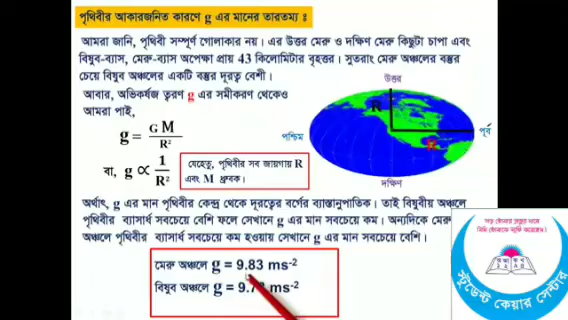 পৃথিবীর আকারজনিত কারণে g এর মানের তারতম্য ঃ
আমরা জানি, পৃথিবী সম্পূর্ণ গোলাকার নয়। এর উত্তর মেরু ও দক্ষিণ মেরু কিছুটা চাপা এবং
বিষুব-ব্যাস, মেরু-ব্যাস অপেক্ষা প্রায় 43 কিলোমিটার বৃহত্তর। সুতরাং মেরু অঞ্চলের বস্তুর
চেয়ে বিষুব অঞ্চলের একটি বস্তুর দূরত্ব বেশী।
আবার, অভিকর্ষজ ত্বরণ g এর সমীকরণ থেকেও
আমরা পাই,
g = GM/R²
বা, g ∝ 1/R²
যেহেতু, পৃথিবীর সব জায়গায় R
এবং M ধ্রুবক।
উত্তর
R
পশ্চিম
পূর্ব
R
দক্ষিণ
অর্থাৎ, g এর মান পৃথিবীর কেন্দ্র থেকে দূরত্বের বর্গের ব্যাস্তানুপাতিক। তাই বিষুবীয় অঞ্চলে
পৃথিবীর ব্যাসার্ধ সবচেয়ে বেশি ফলে সেখানে g এর মান সবচেয়ে কম। অন্যদিকে মেরু
অঞ্চলে পৃথিবীর ব্যাসার্ধ সবচেয়ে কম হওয়ায় সেখানে g এর মান সবচেয়ে বেশি।
মেরু অঞ্চলে g = 9.83 ms⁻²
বিষুব অঞ্চলে g = 9.78 ms⁻²
স্টুডেন্ট কেয়ার সেন্টার